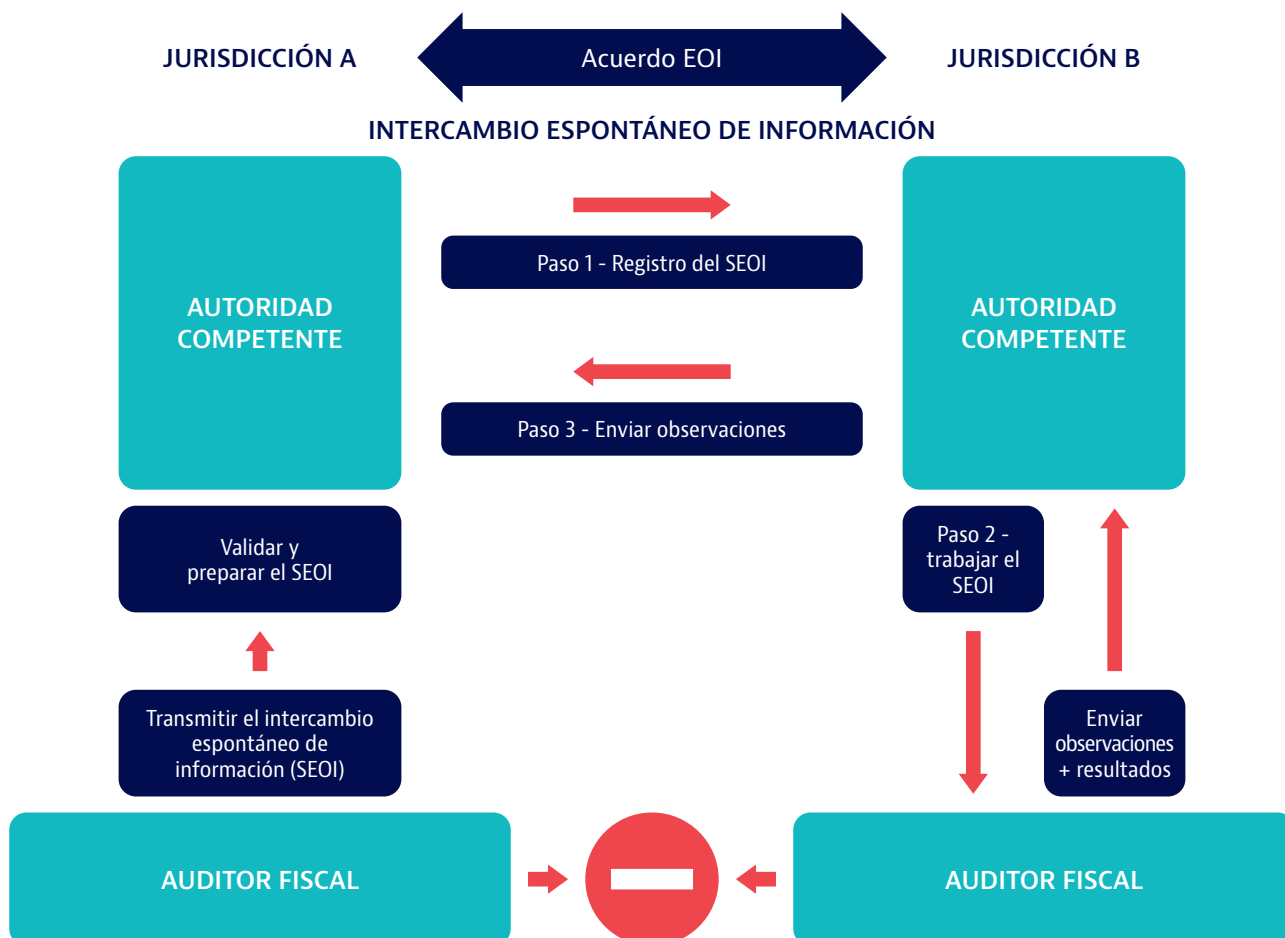 JURISDICCIÓN A
Acuerdo EOI
JURISDICCIÓN B
INTERCAMBIO ESPONTÁNEO DE INFORMACIÓN
AUTORIDAD
COMPETENTE
Paso 1 - Registro del SEOI
Paso 3 - Enviar observaciones
AUTORIDAD
COMPETENTE
Validar y
preparar el SEOI
Paso 2 -
trabajar el
SEOI
Transmitir el intercambio
espontáneo de
información (SEOI)
Enviar
observaciones
+ resultados
AUDITOR FISCAL
AUDITOR FISCAL